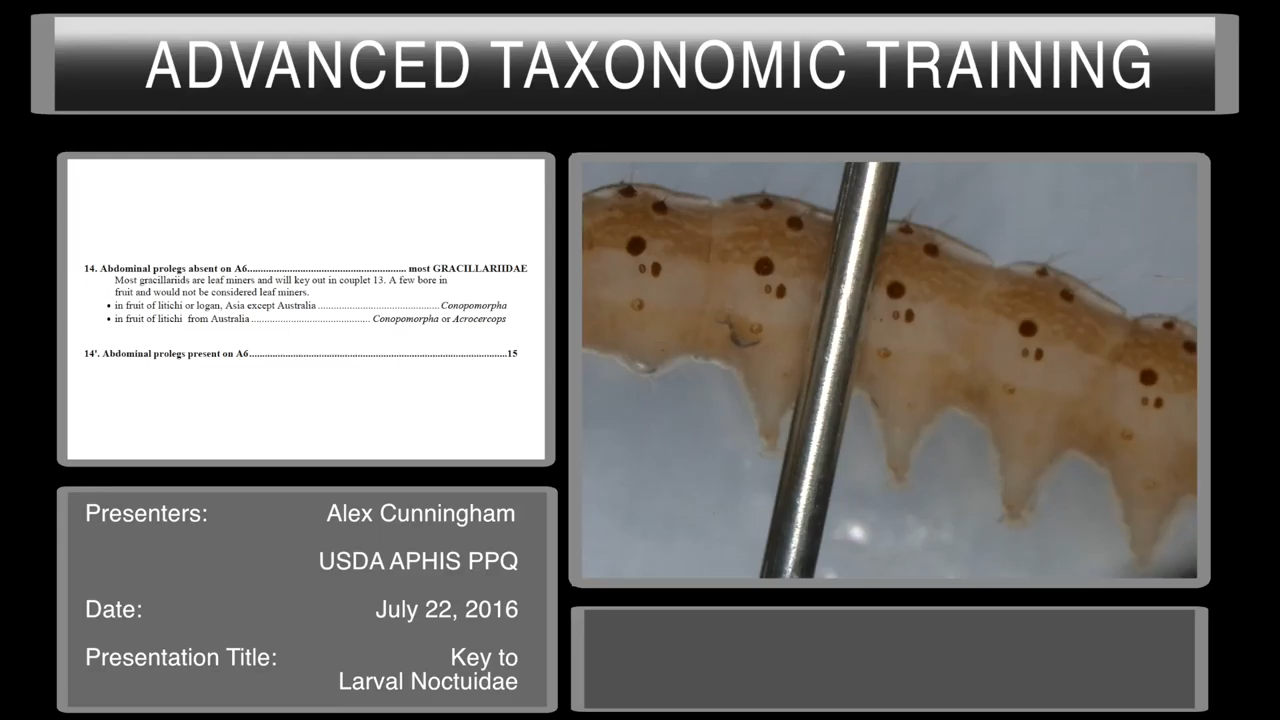 ADVANCED TAXONOMIC TRAINING
14. Abdominal prolegs absent on A6.......................................................... most GRACILLARIIDAE
Most gracillariids are leaf miners and will key out in couplet 13. A few bore in
fruit and would not be considered leaf miners.
• in fruit of litichi or logan, Asia except Australia ............................................ Conopomorpha
• in fruit of litichi from Australia .......................................... Conopomorpha or Acrocercops
14'. Abdominal prolegs present on A6...............................................................................................15
Presenters: Alex Cunningham
USDA APHIS PPQ
Date: July 22, 2016
Presentation Title: Key to
Larval Noctuidae